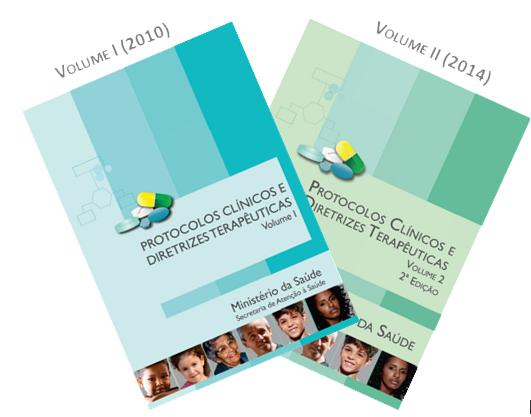 VOLUME I (2010)
PROTOCOLOS CLÍNICOS E
DIRETRIZES TERAPÊUTICAS
Volume I
Ministério da Saúde
Secretaria de Atenção à Saúde
VOLUME II (2014)
PROTOCOLOS CLÍNICOS E
DIRETRIZES TERAPÊUTICAS
VOLUME 2
2ª EDIÇÃO
DA SAÚDE